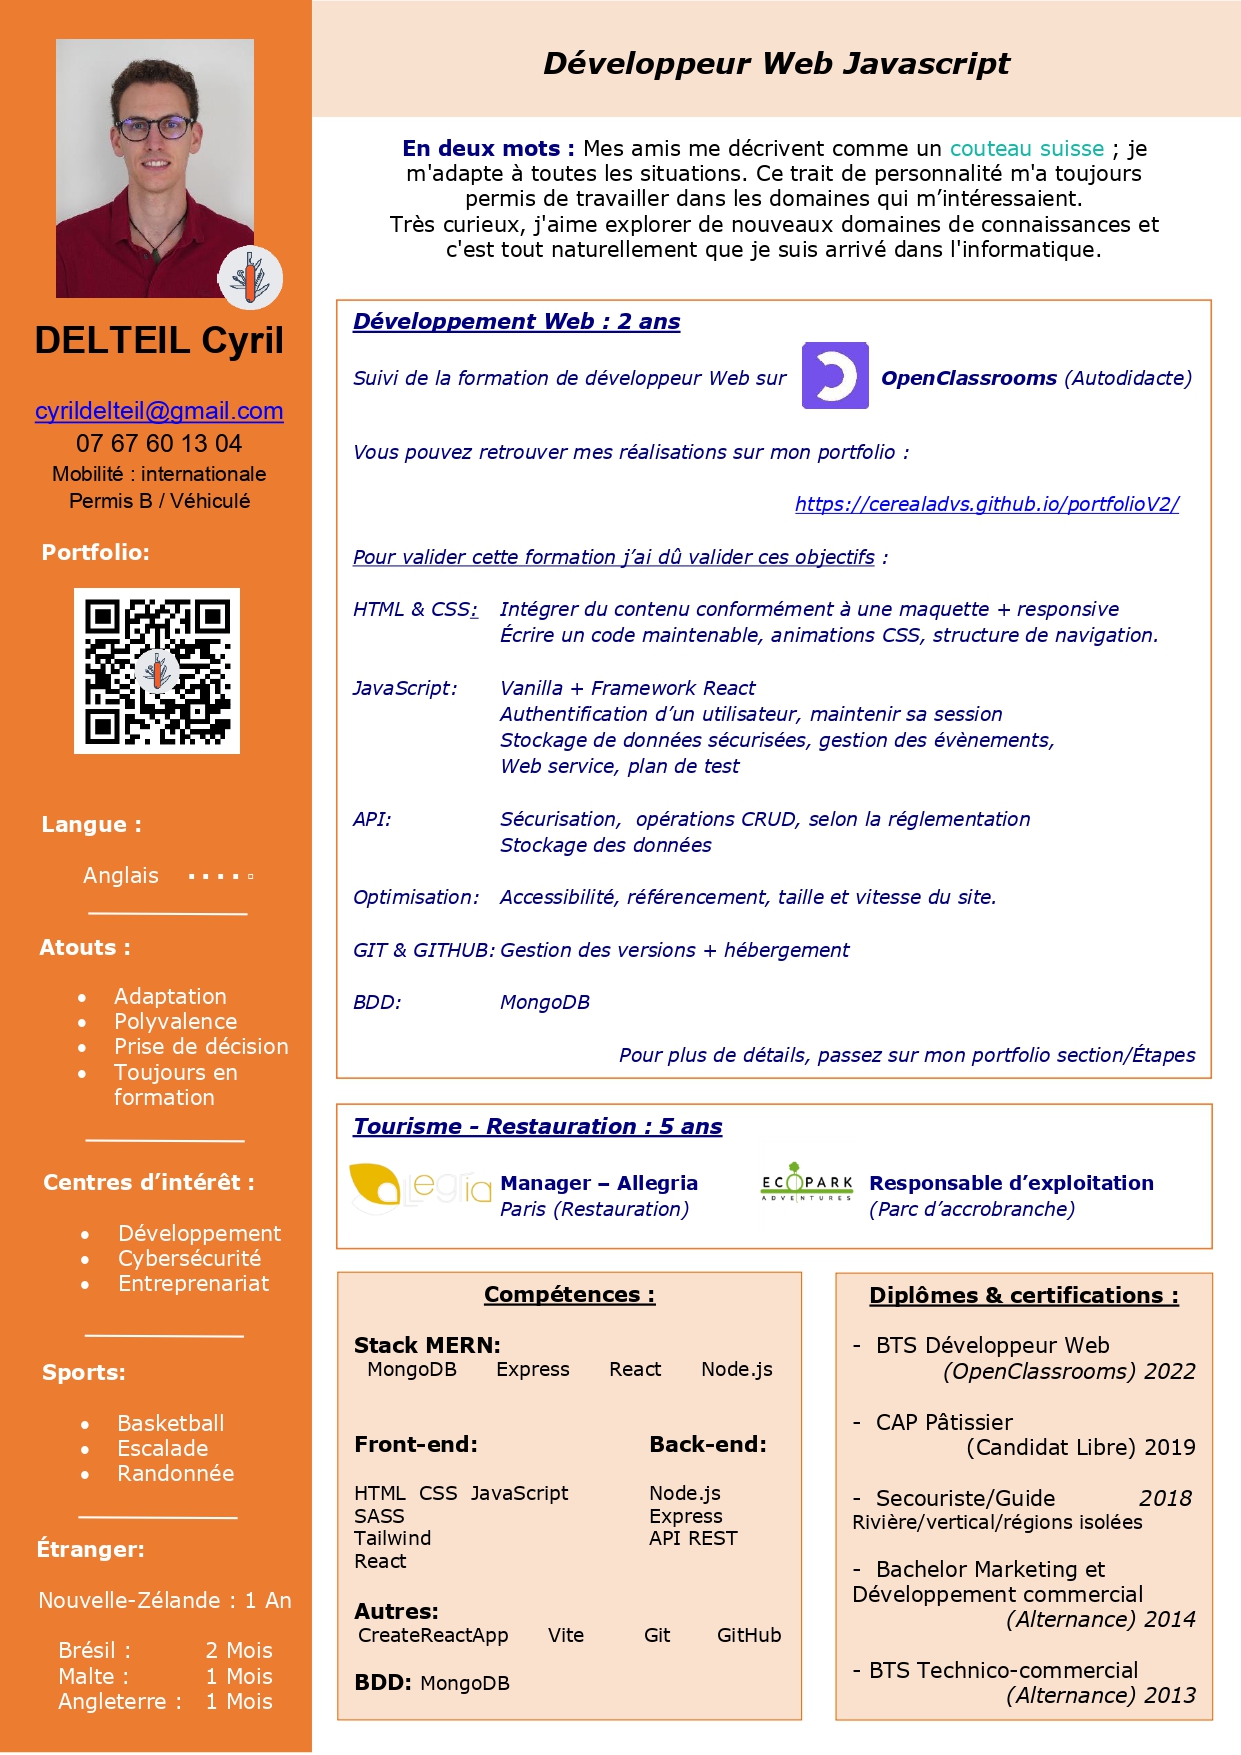 DELTEIL Cyril
cyrildelteil@gmail.com
07 67 60 13 04
Mobilité : internationale
Permis B / Véhiculé
Portfolio:
Langue :
Anglais
Atouts :
• Adaptation
• Polyvalence
• Prise de décision
• Toujours en
formation
Centres d’intérêt :
• Développement
• Cybersécurité
• Entreprenariat
Sports:
• Basketball
• Escalade
• Randonnée
Étranger:
Nouvelle-Zélande : 1 An
Brésil : 2 Mois
Malte : 1 Mois
Angleterre : 1 Mois
Développeur Web Javascript
En deux mots : Mes amis me décrivent comme un couteau suisse ; je
m'adapte à toutes les situations. Ce trait de personnalité m'a toujours
permis de travailler dans les domaines qui m’intéressaient.
Très curieux, j'aime explorer de nouveaux domaines de connaissances et
c'est tout naturellement que je suis arrivé dans l'informatique.
Développement Web : 2 ans
Suivi de la formation de développeur Web sur OpenClassrooms (Autodidacte)
Vous pouvez retrouver mes réalisations sur mon portfolio :
https://cerealadvs.github.io/portfolioV2/
Pour valider cette formation j’ai dû valider ces objectifs :
HTML & CSS: Intégrer du contenu conformément à une maquette + responsive
Écrire un code maintenable, animations CSS, structure de navigation.
JavaScript: Vanilla + Framework React
Authentification d’un utilisateur, maintenir sa session
Stockage de données sécurisées, gestion des évènements,
Web service, plan de test
API: Sécurisation, opérations CRUD, selon la réglementation
Stockage des données
Optimisation: Accessibilité, référencement, taille et vitesse du site.
GIT & GITHUB: Gestion des versions + hébergement
BDD: MongoDB
Pour plus de détails, passez sur mon portfolio section/Étapes
Tourisme - Restauration : 5 ans
ALLegria
Manager – Allegria
Paris (Restauration)
ECOPARK
ADVENTURES
Responsable d’exploitation
(Parc d’accrobranche)
Compétences :
Stack MERN:
MongoDB Express React Node.js
Front-end: Back-end:
HTML CSS JavaScript Node.js
SASS Express
Tailwind API REST
React
Autres:
CreateReactApp Vite Git GitHub
BDD: MongoDB
Diplômes & certifications :
- BTS Développeur Web
(OpenClassrooms) 2022
- CAP Pâtissier
(Candidat Libre) 2019
- Secouriste/Guide 2018
Rivière/vertical/régions isolées
- Bachelor Marketing et
Développement commercial
(Alternance) 2014
- BTS Technico-commercial
(Alternance) 2013